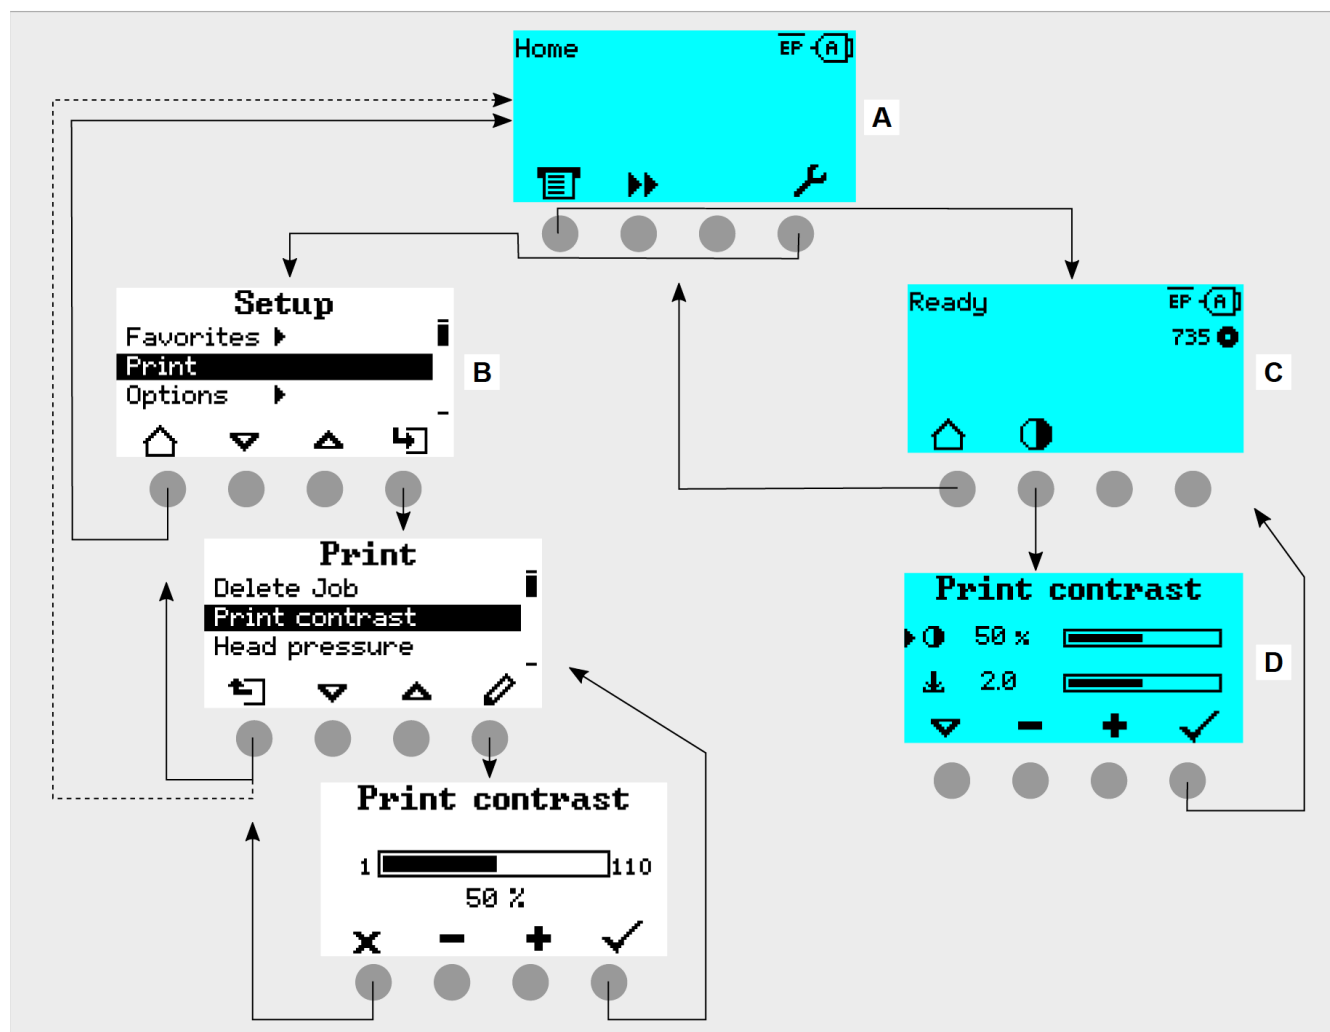 Home EP A
A
Setup
Favorites
Print
Options
B
Ready EP A
735
C
Print
Delete Job
Print contrast
Head pressure
Print contrast
50 %
2.0
D
Print contrast
1 110
50 %